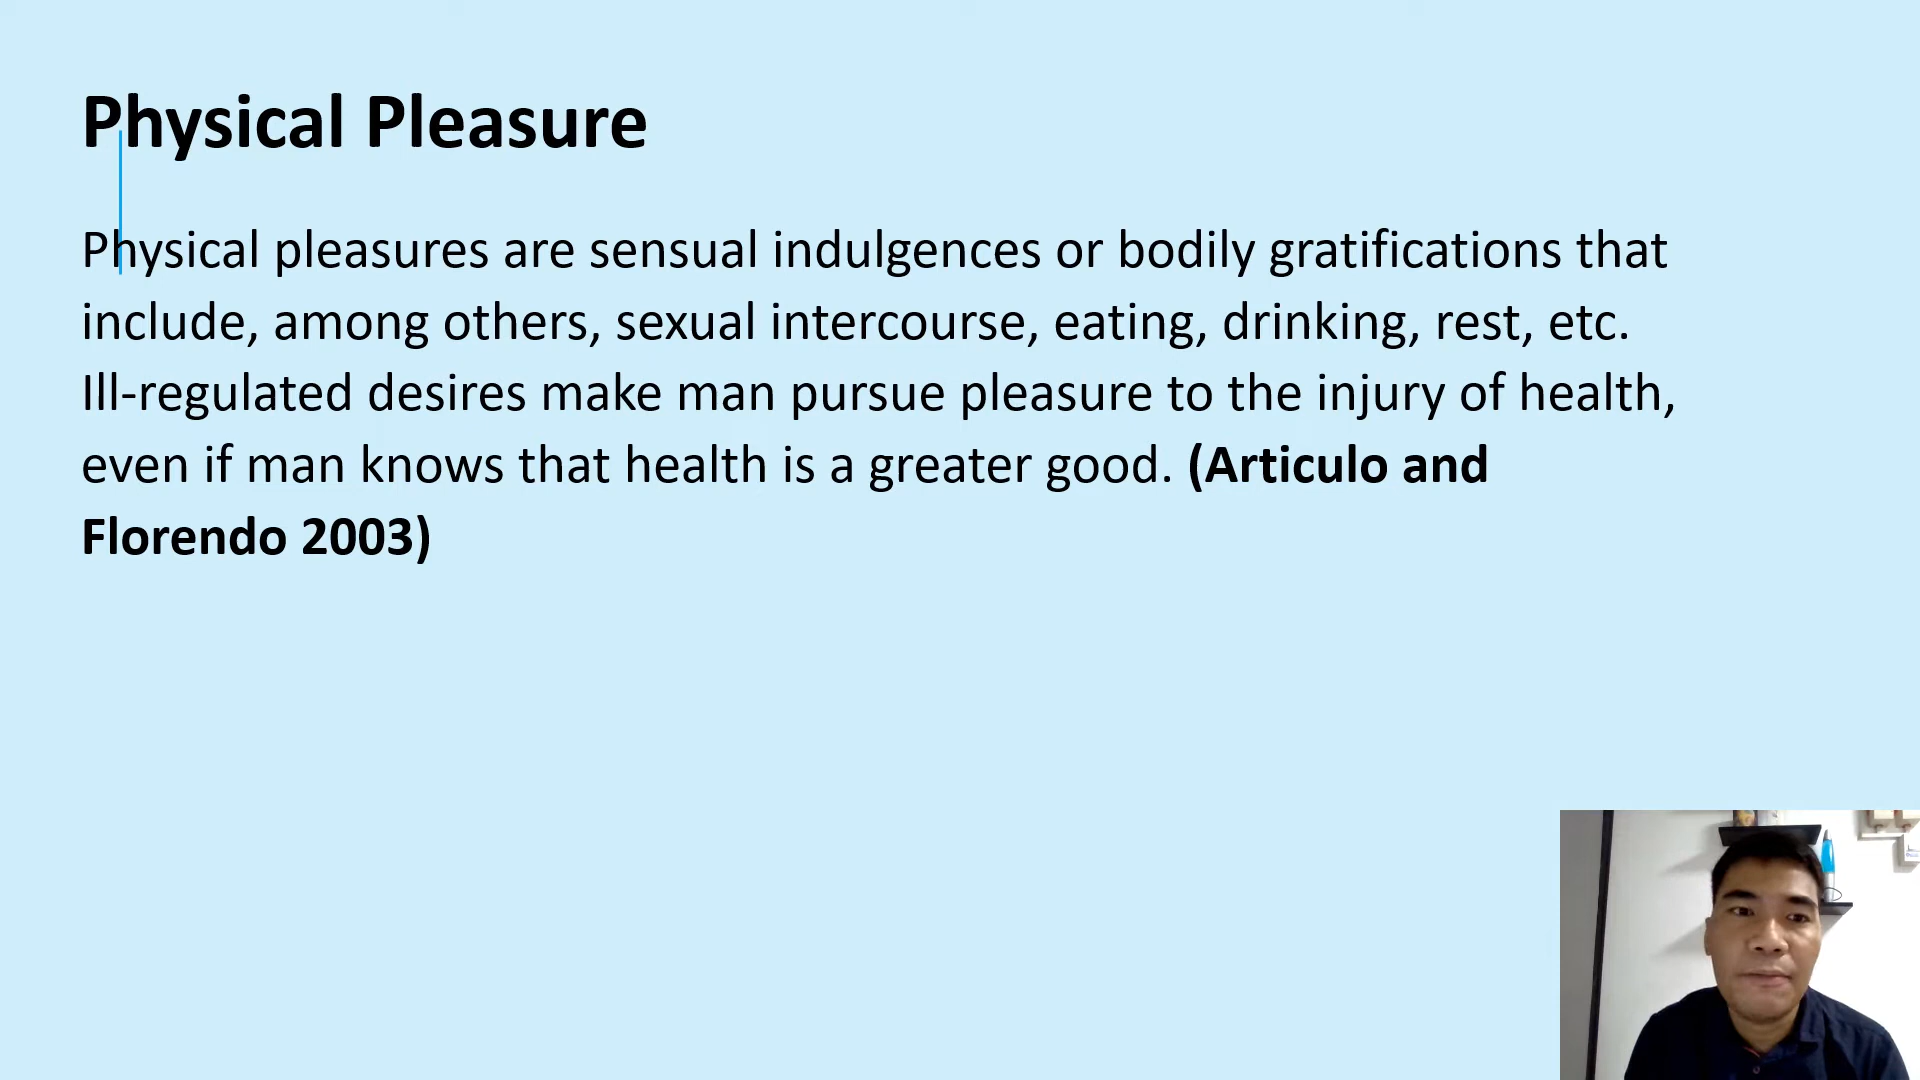 Physical Pleasure
Physical pleasures are sensual indulgences or bodily gratifications that
include, among others, sexual intercourse, eating, drinking, rest, etc.
Ill-regulated desires make man pursue pleasure to the injury of health,
even if man knows that health is a greater good. (Articulo and
Florendo 2003)